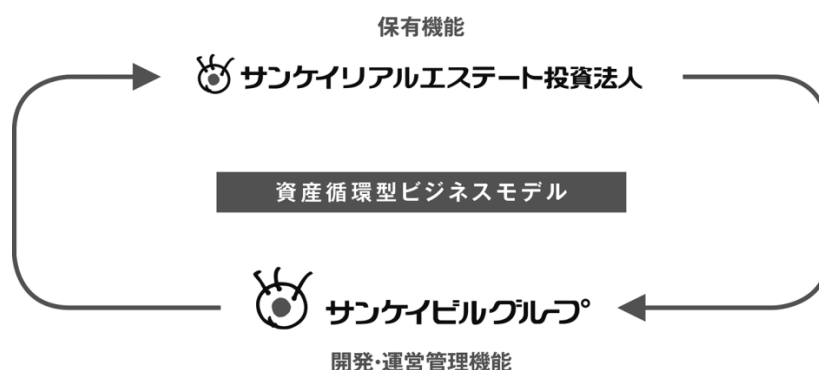 保有機能
サンケイリアルエステート投資法人
資産循環型ビジネスモデル
サンケイビルグループ
開発・運営管理機能